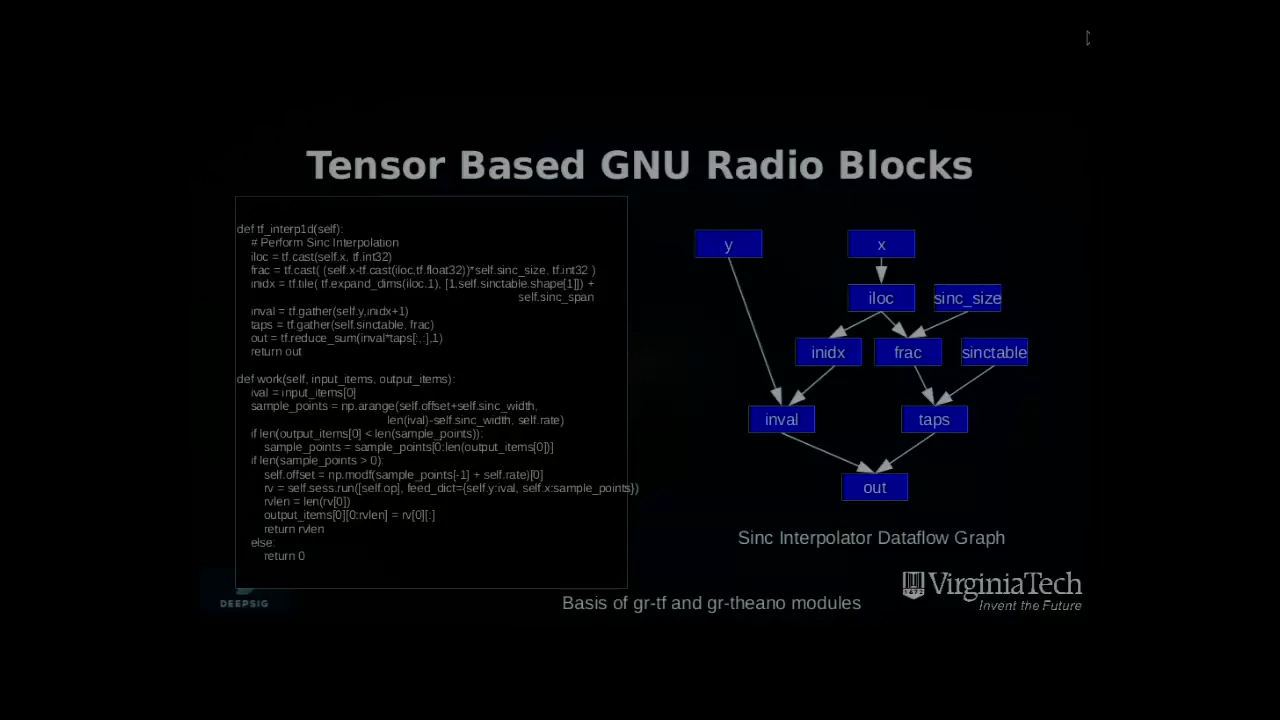 Tensor Based GNU Radio Blocks
def tf_interp1d(self):
# Perform Sinc Interpolation
iloc = tf.cast(self.x, tf.int32)
frac = tf.cast( (self.x-tf.cast(iloc,tf.float32))*self.sinc_size, tf.int32 )
inidx = tf.tile( tf.expand_dims(iloc.1), [1,self.sinctable.shape[1]]) +
self.sinc_span
inval = tf.gather(self.y,inidx+1)
taps = tf.gather(self.sinctable, frac)
out = tf.reduce_sum(inval*taps[:,:],1)
return out
def work(self, input_items, output_items):
ival = input_items[0]
sample_points = np.arange(self.offset+self.sinc_width,
len(ival)-self.sinc_width, self.rate)
if len(output_items[0] < len(sample_points)):
sample_points = sample_points[0:len(output_items[0])]
if len(sample_points > 0):
self.offset = np.modf(sample_points[-1] + self.rate)[0]
rv = self.sess.run([self.op], feed_dict={self.y:ival, self.x:sample_points})
rvlen = len(rv[0])
output_items[0][0:rvlen] = rv[0][:]
return rvlen
else:
return 0
y
x
iloc
sinc_size
inidx
frac
sinctable
inval
taps
out
Sinc Interpolator Dataflow Graph
Basis of gr-tf and gr-theano modules
DEEPSIG
VirginiaTech
Invent the Future